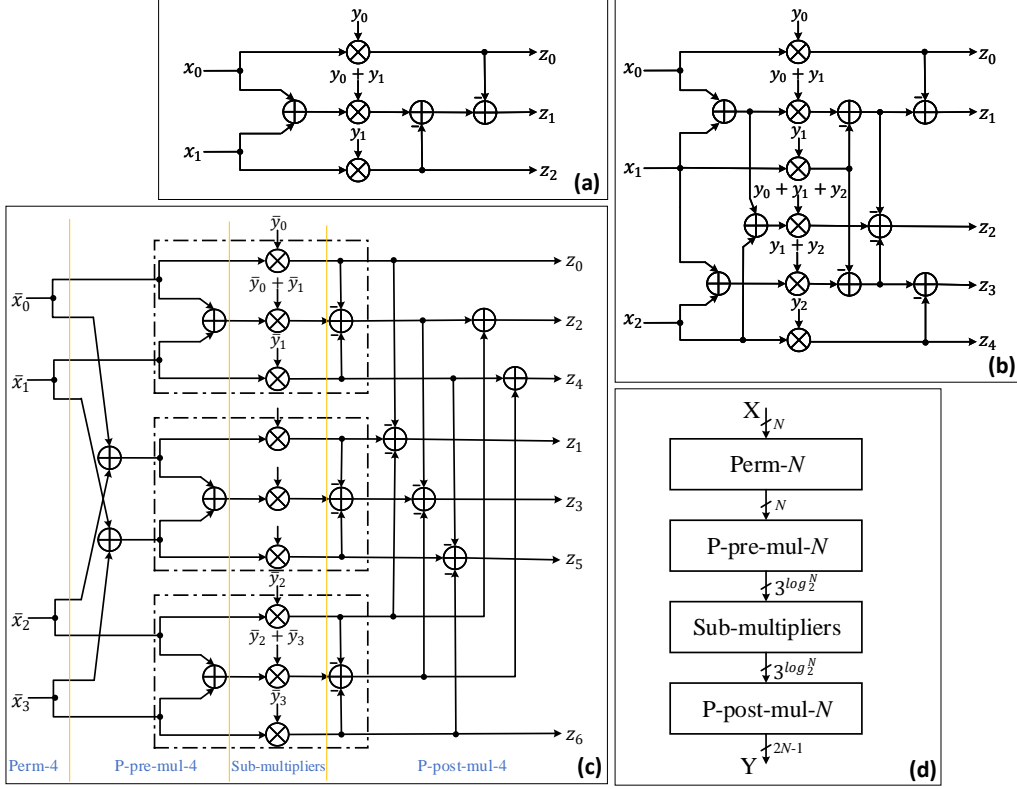 y₀
x₀
z₀
y₀ + y₁
z₁
y₁
x₁
z₂
(a)
y₀
x₀
z₀
y₀ + y₁
z₁
y₁
x₁
y₀ + y₁ + y₂
z₂
y₁ + y₂
z₃
y₂
x₂
z₄
(b)
ȳ₀
z₀
x̄₀
ȳ₀ + ȳ₁
z₂
ȳ₁
x̄₁
z₄
z₁
z₃
z₅
ȳ₂
x̄₂
ȳ₂ + ȳ₃
x̄₃
ȳ₃
z₆
Perm-4
P-pre-mul-4
Sub-multipliers
P-post-mul-4
(c)
X
N
Perm-N
N
P-pre-mul-N
3^{log₂^N}
Sub-multipliers
3^{log₂^N}
P-post-mul-N
2N-1
Y
(d)